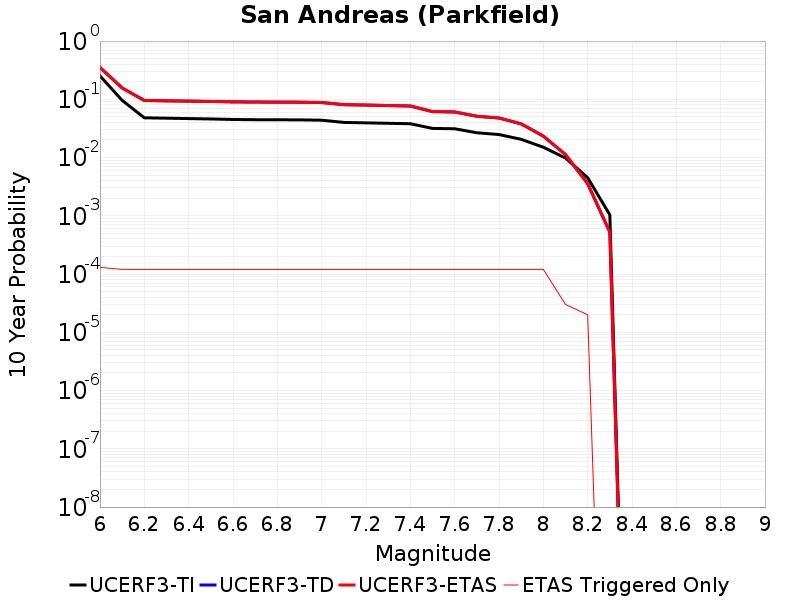 San Andreas (Parkfield)
10 Year Probability
10^0
10^-1
10^-2
10^-3
10^-4
10^-5
10^-6
10^-7
10^-8
6 6.2 6.4 6.6 6.8 7 7.2 7.4 7.6 7.8 8 8.2 8.4 8.6 8.8 9
Magnitude
UCERF3-TI UCERF3-TD UCERF3-ETAS ETAS Triggered Only